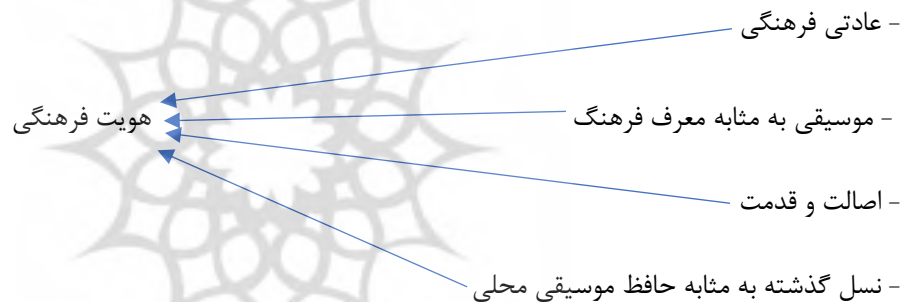 - عادتی فرهنگی
- موسیقی به مثابه معرف فرهنگ
هویت فرهنگی
- اصالت و قدمت
- نسل گذشته به مثابه حافظ موسیقی محلی